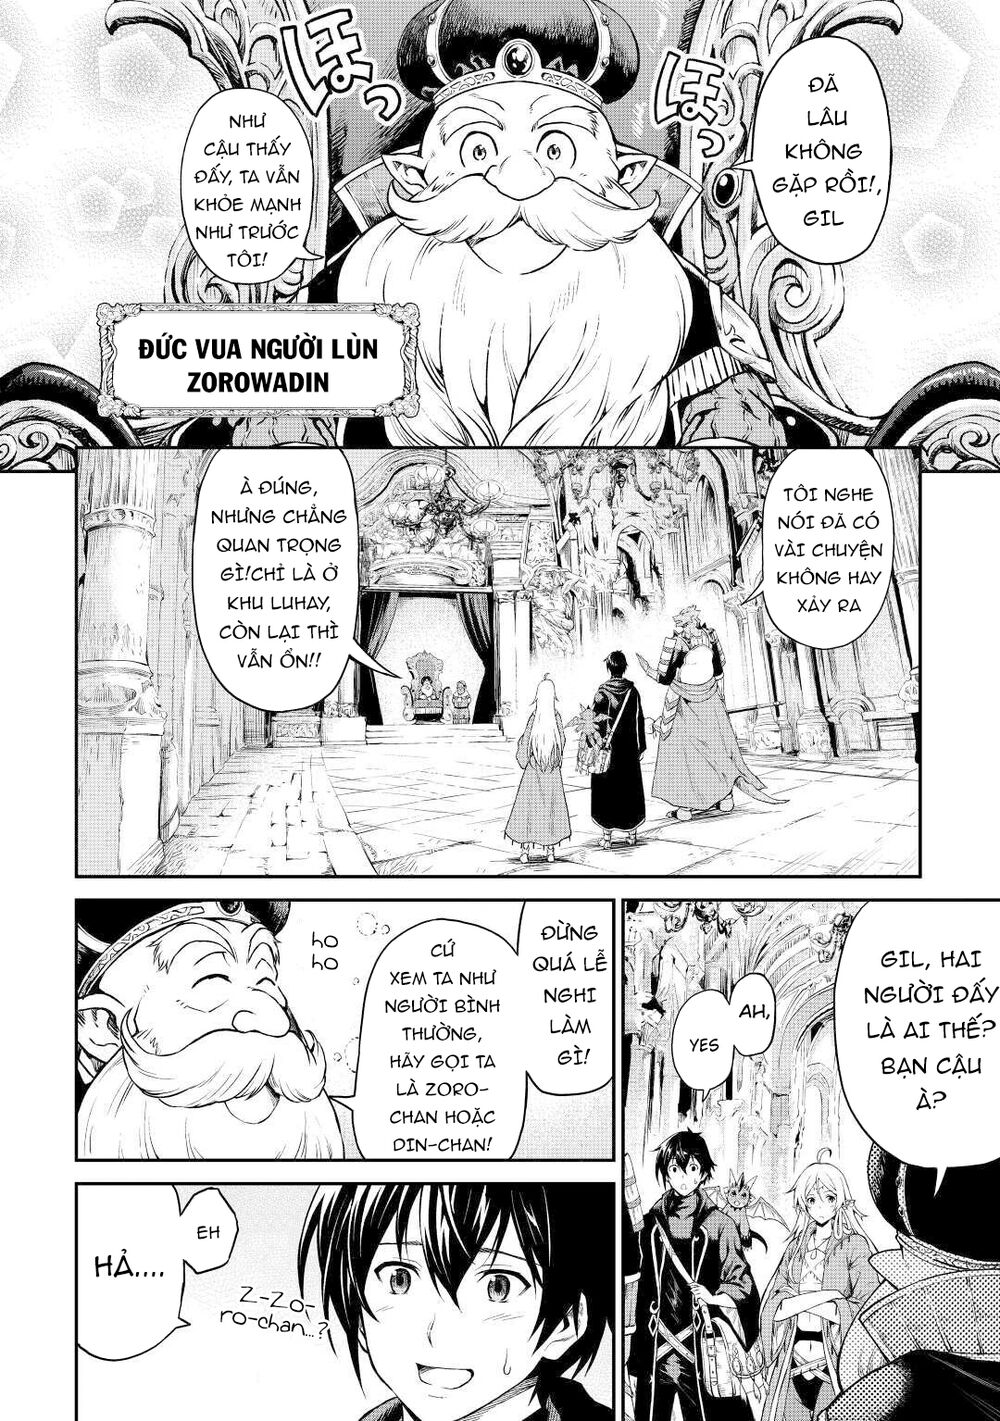 ほっ
ほっ
ĐÃ
LÂU
KHÔNG
GẶP RỒI!,
GIL
NHƯ
CẬU THẤY
ĐẤY, TA VẪN
KHỎE MẠNH
NHƯ TRƯỚC
TÔI!
ĐỨC VUA NGƯỜI LÙN
ZOROWADIN
TÔI NGHE
NÓI ĐÃ CÓ
VÀI CHUYỆN
KHÔNG HAY
XẢY RA
À ĐÚNG,
NHƯNG CHẲNG
QUAN TRỌNG
GÌ!CHỈ LÀ Ở
KHU LUHAY,
CÒN LẠI THÌ
VẪN ỔN!!
GIL, HAI
NGƯỜI ĐẤY
LÀ AI THẾ?
BẠN CẬU
À?
AH,
YES
ĐỪNG
QUÁ LỄ
NGHI
LÀM
GÌ!
CỨ
XEM TA NHƯ
NGƯỜI BÌNH
THƯỜNG,
HÃY GỌI TA
LÀ ZORO-
CHAN HOẶC
DIN-CHAN!
ho
ho
EH
HẢ....
Z-Zo-
ro-chan...?